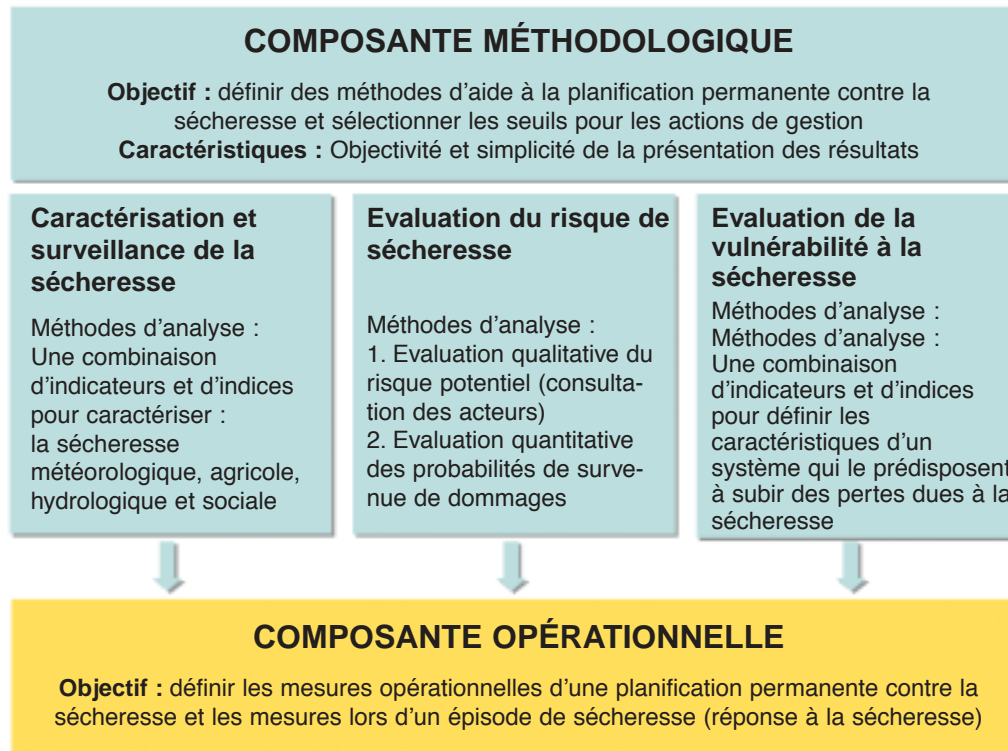 COMPOSANTE MÉTHODOLOGIQUE
Objectif : définir des méthodes d'aide à la planification permanente contre la
sécheresse et sélectionner les seuils pour les actions de gestion
Caractéristiques : Objectivité et simplicité de la présentation des résultats
Caractérisation et
surveillance de la
sécheresse
Méthodes d'analyse :
Une combinaison
d'indicateurs et d'indices
pour caractériser :
la sécheresse
météorologique, agricole,
hydrologique et sociale
Evaluation du risque de
sécheresse
Méthodes d'analyse :
1. Evaluation qualitative du
risque potentiel (consulta-
tion des acteurs)
2. Evaluation quantitative
des probabilités de surve-
nue de dommages
Evaluation de la
vulnérabilité à la
sécheresse
Méthodes d'analyse :
Méthodes d'analyse :
Une combinaison
d'indicateurs et d'indices
pour définir les
caractéristiques d'un
système qui le prédisposent
à subir des pertes dues à la
sécheresse
COMPOSANTE OPÉRATIONNELLE
Objectif : définir les mesures opérationnelles d'une planification permanente contre la
sécheresse et les mesures lors d'un épisode de sécheresse (réponse à la sécheresse)